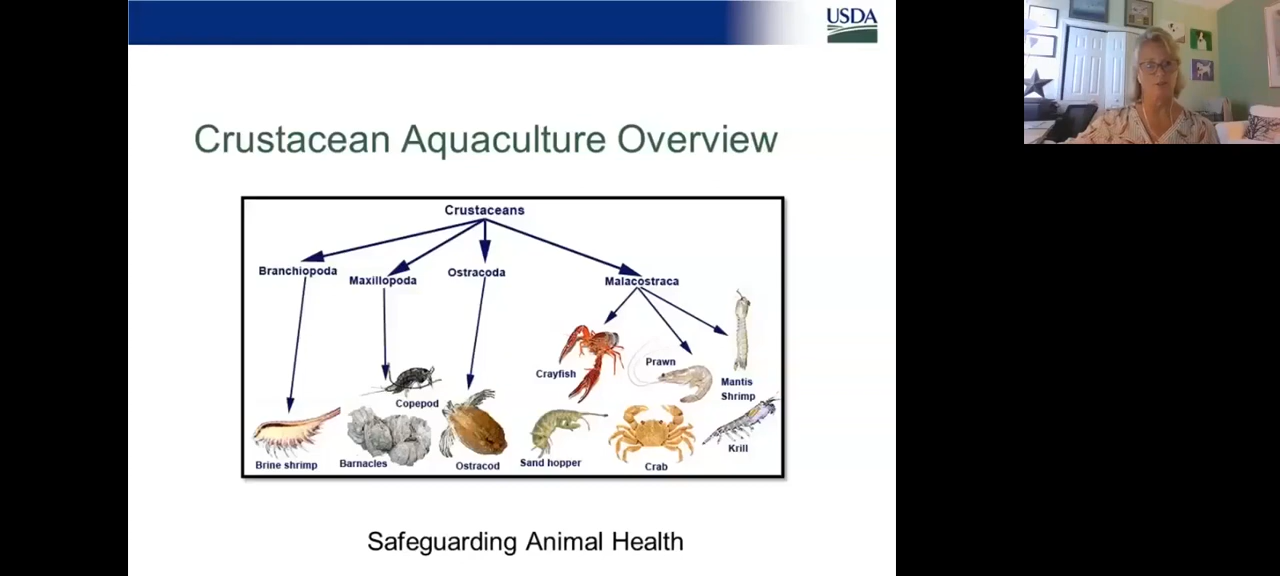 USDA
Crustacean Aquaculture Overview
Crustaceans
Branchiopoda
Maxillopoda
Ostracoda
Malacostraca
Crayfish
Prawn
Mantis
Shrimp
Copepod
Krill
Brine shrimp
Barnacles
Ostracod
Sand hopper
Crab
Safeguarding Animal Health